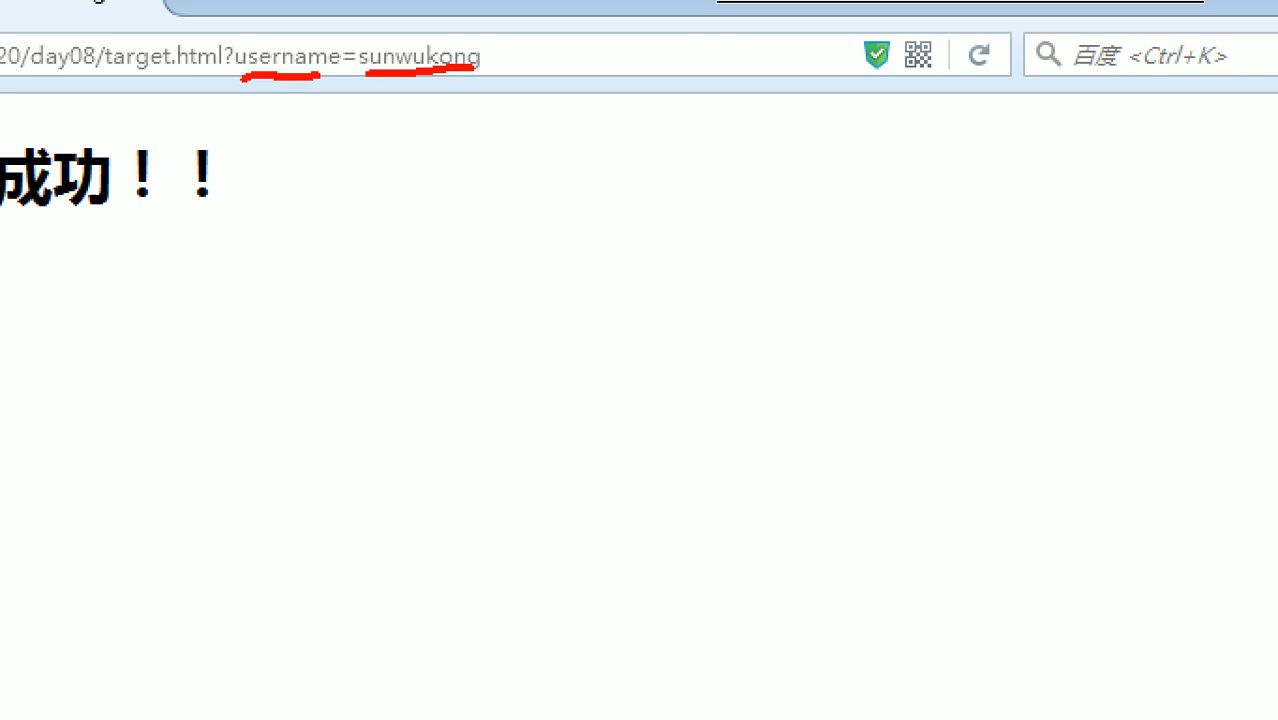 20/day08/target.html?username=sunwukong
百度 <Ctrl+K>
成功！！